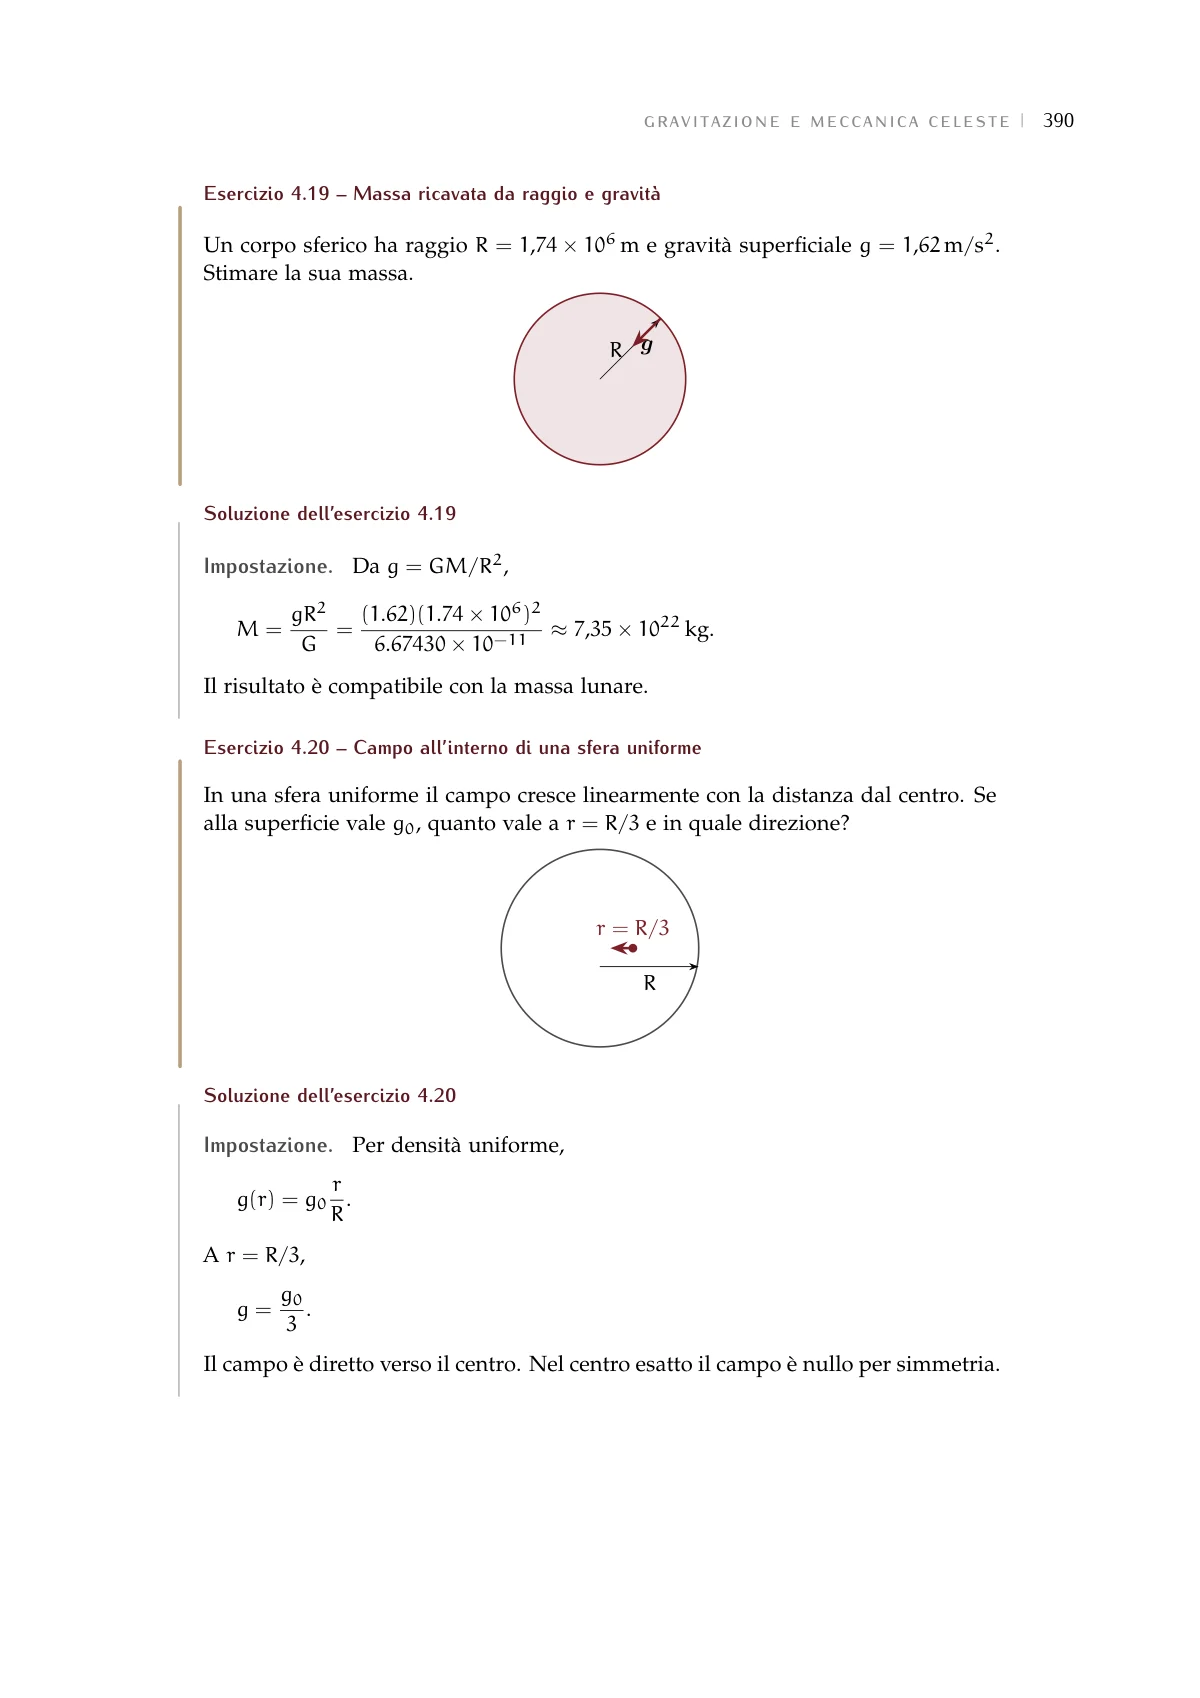 GRAVITAZIONE E MECCANICA CELESTE | 390
Esercizio 4.19 – Massa ricavata da raggio e gravità
Un corpo sferico ha raggio R = 1,74 × 10⁶ m e gravità superficiale g = 1,62 m/s².
Stimare la sua massa.
R g
Soluzione dell'esercizio 4.19
Impostazione. Da g = GM/R²,
M = gR²/G = (1.62)(1.74 × 10⁶)²/6.67430 × 10⁻¹¹ ≈ 7,35 × 10²² kg.
Il risultato è compatibile con la massa lunare.
Esercizio 4.20 – Campo all'interno di una sfera uniforme
In una sfera uniforme il campo cresce linearmente con la distanza dal centro. Se
alla superficie vale g₀, quanto vale a r = R/3 e in quale direzione?
r = R/3
R
Soluzione dell'esercizio 4.20
Impostazione. Per densità uniforme,
g(r) = g₀ r/R.
A r = R/3,
g = g₀/3.
Il campo è diretto verso il centro. Nel centro esatto il campo è nullo per simmetria.